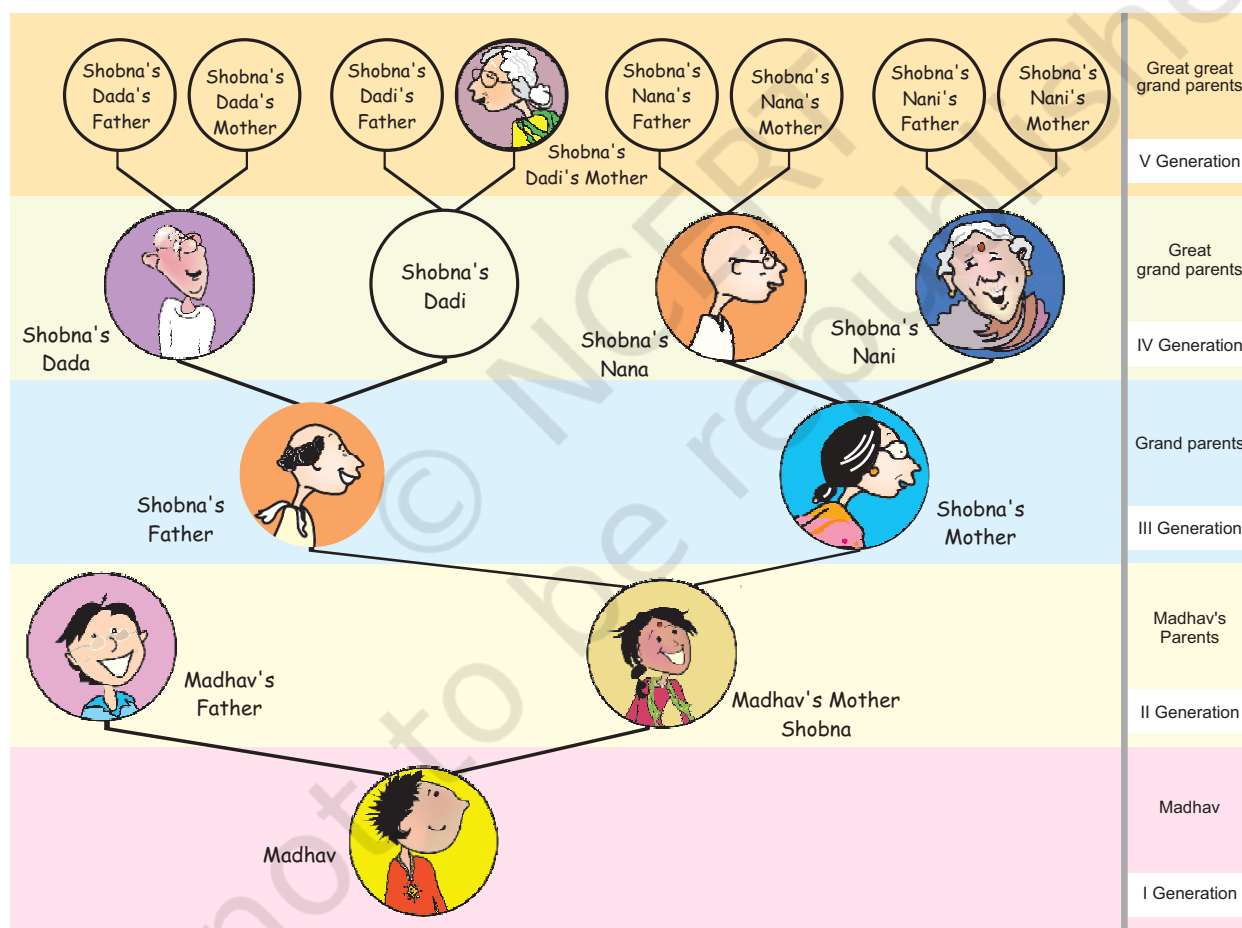 Shobna's
Dada's
Father
Shobna's
Dada's
Mother
Shobna's
Dadi's
Father
Shobna's
Dadi's Mother
Shobna's
Nana's
Father
Shobna's
Nana's
Mother
Shobna's
Nani's
Father
Shobna's
Nani's
Mother
Great great
grand parents
V Generation
Shobna's
Dada
Shobna's
Dadi
Shobna's
Nana
Shobna's
Nani
Great
grand parents
IV Generation
Shobna's
Father
Shobna's
Mother
Grand parents
III Generation
Madhav's
Father
Madhav's Mother
Shobna
Madhav's
Parents
II Generation
Madhav
Madhav
I Generation
© NCERT
not to be republishe